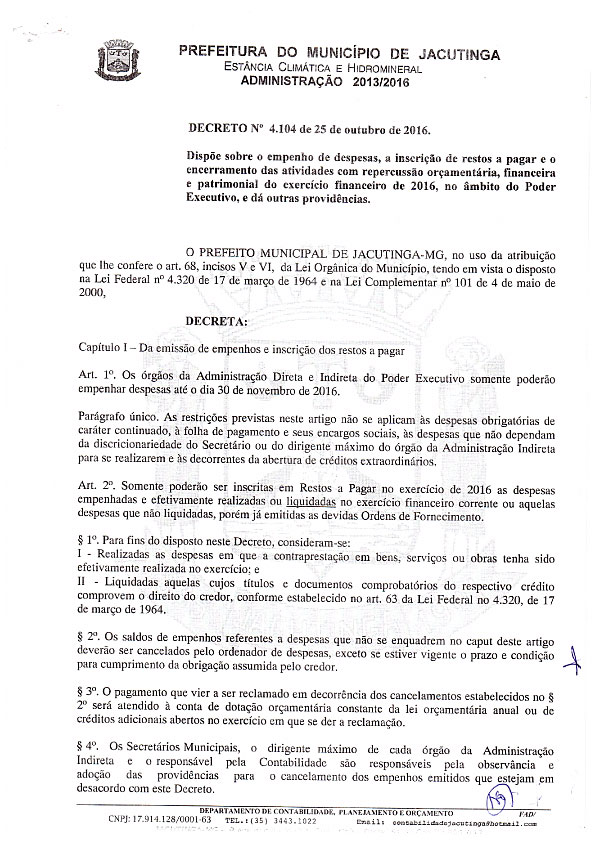 PREFEITURA DO MUNICÍPIO DE JACUTINGA
ESTÂNCIA CLIMÁTICA E HIDROMINERAL
ADMINISTRAÇÃO 2013/2016
DECRETO Nº 4.104 de 25 de outubro de 2016.
Dispõe sobre o empenho de despesas, a inscrição de restos a pagar e o
encerramento das atividades com repercussão orçamentária, financeira
e patrimonial do exercício financeiro de 2016, no âmbito do Poder
Executivo, e dá outras providências.
O PREFEITO MUNICIPAL DE JACUTINGA-MG, no uso da atribuição
que lhe confere o art. 68, incisos V e VI, da Lei Orgânica do Município, tendo em vista o disposto
na Lei Federal nº 4.320 de 17 de março de 1964 e na Lei Complementar nº 101 de 4 de maio de
2000,
DECRETA:
Capítulo I – Da emissão de empenhos e inscrição dos restos a pagar
Art. 1º. Os órgãos da Administração Direta e Indireta do Poder Executivo somente poderão
empenhar despesas até o dia 30 de novembro de 2016.
Parágrafo único. As restrições previstas neste artigo não se aplicam às despesas obrigatórias de
caráter continuado, à folha de pagamento e seus encargos sociais, às despesas que não dependam
da discricionariedade do Secretário ou do dirigente máximo do órgão da Administração Indireta
para se realizarem e às decorrentes da abertura de créditos extraordinários.
Art. 2º. Somente poderão ser inscritas em Restos a Pagar no exercício de 2016 as despesas
empenhadas e efetivamente realizadas ou liquidadas no exercício financeiro corrente ou aquelas
despesas que não liquidadas, porém já emitidas as devidas Ordens de Fornecimento.
§ 1º. Para fins do disposto neste Decreto, consideram-se:
I - Realizadas as despesas em que a contraprestação em bens, serviços ou obras tenha sido
efetivamente realizada no exercício; e
II - Liquidadas aquelas cujos títulos e documentos comprobatórios do respectivo crédito
comprovem o direito do credor, conforme estabelecido no art. 63 da Lei Federal no 4.320, de 17
de março de 1964.
§ 2º. Os saldos de empenhos referentes a despesas que não se enquadrem no caput deste artigo
deverão ser cancelados pelo ordenador de despesas, exceto se estiver vigente o prazo e condição
para cumprimento da obrigação assumida pelo credor.
§ 3º. O pagamento que vier a ser reclamado em decorrência dos cancelamentos estabelecidos no §
2º será atendido à conta de dotação orçamentária constante da lei orçamentária anual ou de
créditos adicionais abertos no exercício em que se der a reclamação.
§ 4º. Os Secretários Municipais, o dirigente máximo de cada órgão da Administração
Indireta e o responsável pela Contabilidade são responsáveis pela observância e
adoção das providências para o cancelamento dos empenhos emitidos que estejam em
desacordo com este Decreto.
DEPARTAMENTO DE CONTABILIDADE, PLANEJAMENTO E ORÇAMENTO FAD/
CNPJ: 17.914.128/0001-63 TEL.:(35) 3443.1022 Email: contabilidadejacutinga@hotmail.com